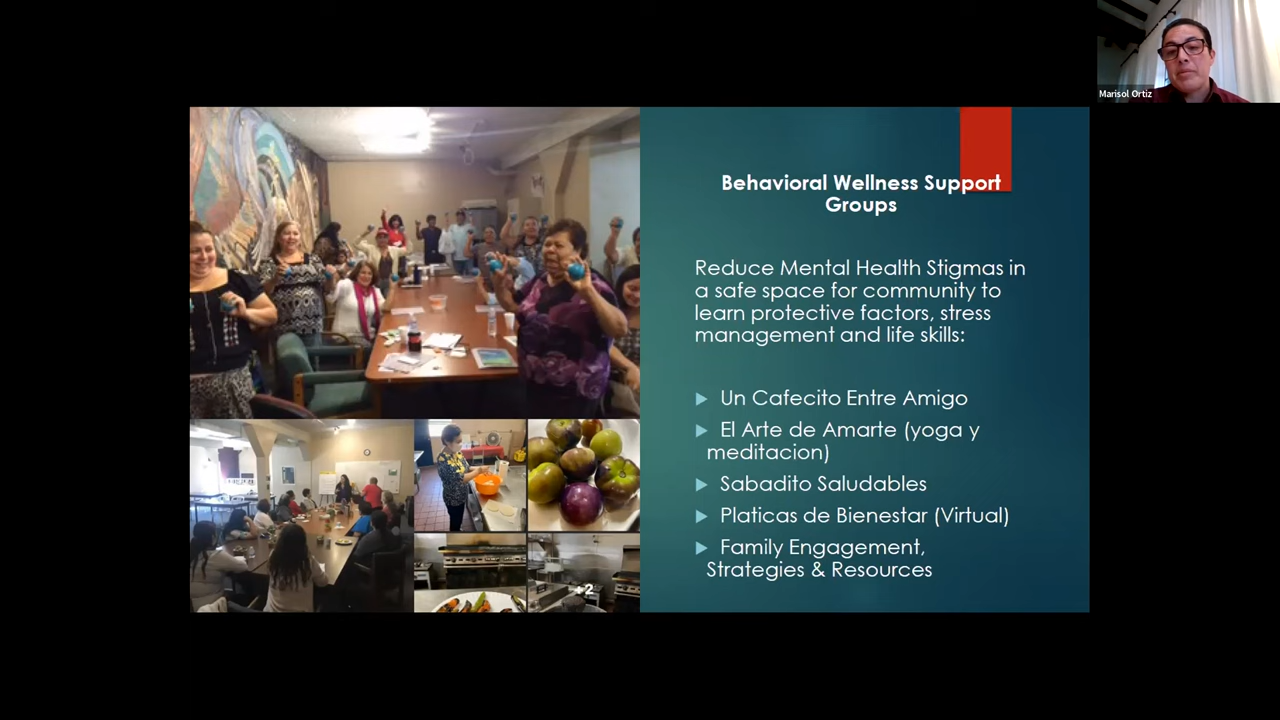 Marisol Ortiz
Behavioral Wellness Support
Groups
Reduce Mental Health Stigmas in
a safe space for community to
learn protective factors, stress
management and life skills:
Un Cafecito Entre Amigo
El Arte de Amarte (yoga y
meditacion)
Sabadito Saludables
Platicas de Bienestar (Virtual)
Family Engagement,
Strategies & Resources
+2